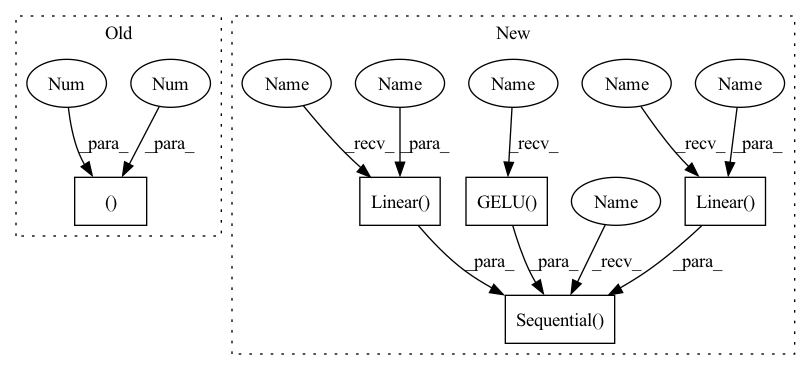 Old
New
Num
Num
Name
Name
Name
Name
Name
_para_
_para_
_recv_
_para_
_recv_
_recv_
_para_
()
Linear()
GELU()
Name
Linear()
_para_
_para_
_recv_
_para_
Sequential()